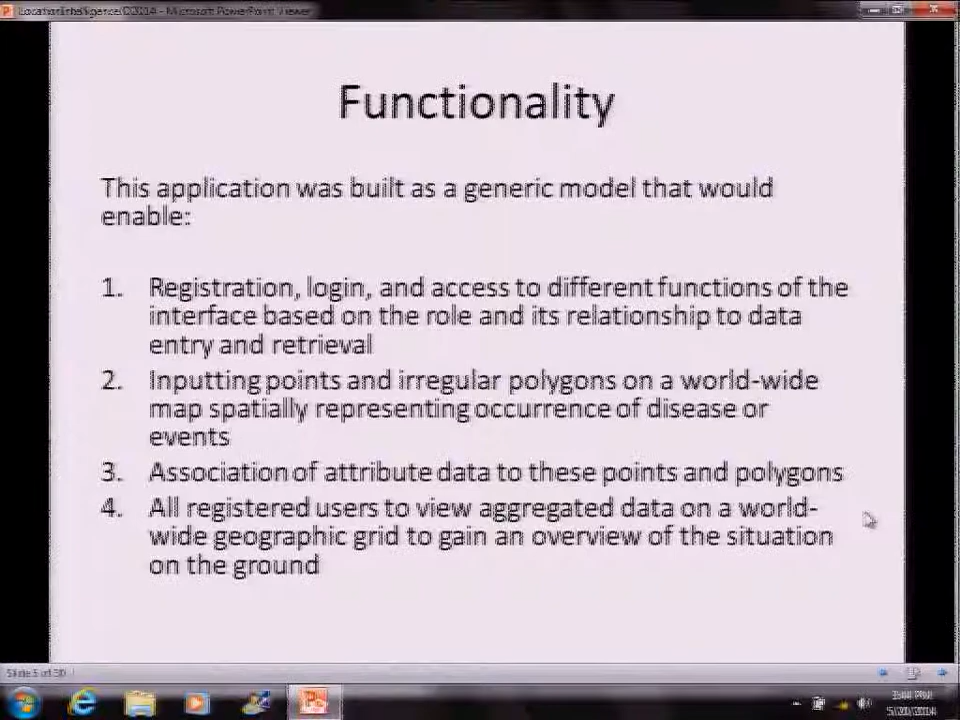 Microsoft PowerPoint Viewer
Functionality
This application was built as a generic model that would
enable:
1. Registration, login, and access to different functions of the
interface based on the role and its relationship to data
entry and retrieval
2. Inputting points and irregular polygons on a world-wide
map spatially representing occurrence of disease or
events
3. Association of attribute data to these points and polygons
4. All registered users to view aggregated data on a world-
wide geographic grid to gain an overview of the situation
on the ground